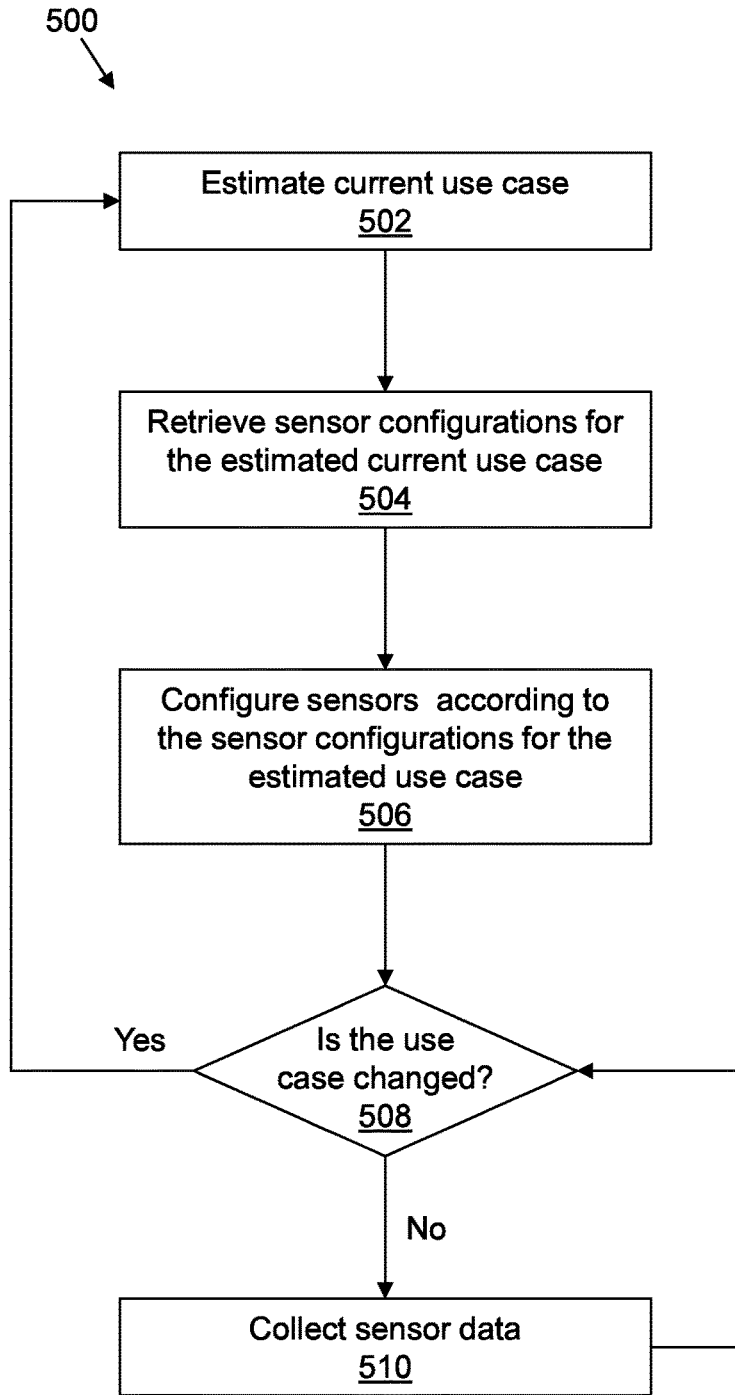 500
Estimate current use case
502
Retrieve sensor configurations for
the estimated current use case
504
Configure sensors according to
the sensor configurations for the
estimated use case
506
Yes
Is the use
case changed?
508
No
Collect sensor data
510